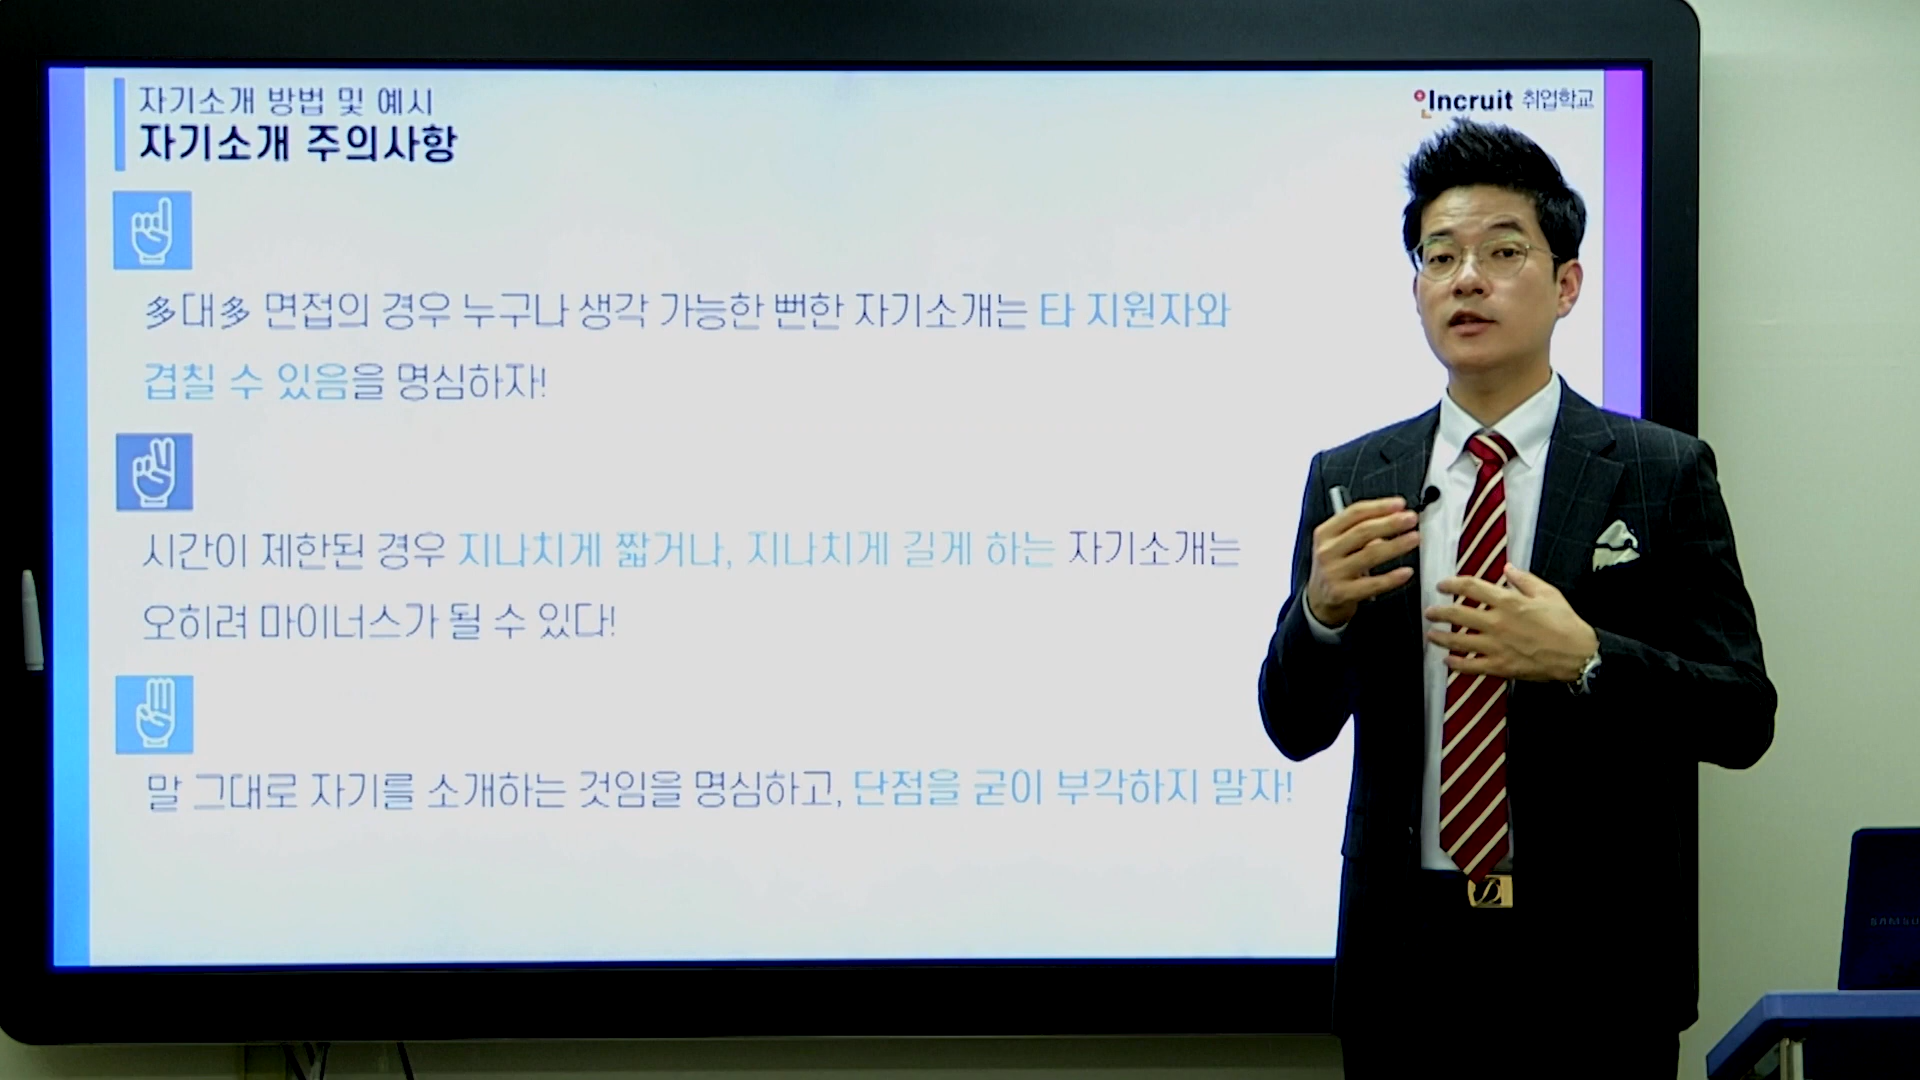 자기소개 방법 및 예시
자기소개 주의사항
인Incruit 취업학교
多대多 면접의 경우 누구나 생각 가능한 뻔한 자기소개는 타 지원자와
겹칠 수 있음을 명심하자!
시간이 제한된 경우 지나치게 짧거나, 지나치게 길게 하는 자기소개는
오히려 마이너스가 될 수 있다!
말 그대로 자기를 소개하는 것임을 명심하고, 단점을 굳이 부각하지 말자!
SAMSU